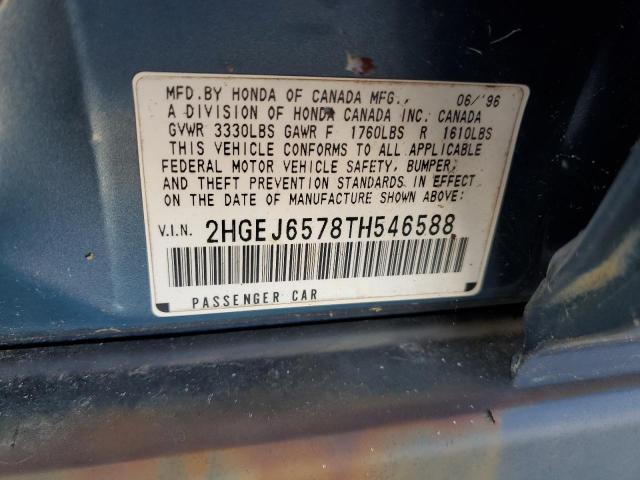 MFD.BY HONDA OF CANADA MFG., 06/'96
A DIVISION OF HONDA CANADA INC. CANADA
GVWR 3330LBS GAWR F 1760LBS R 1610LBS
THIS VEHICLE CONFORMS TO ALL APPLICABLE
FEDERAL MOTOR VEHICLE SAFETY, BUMPER,
AND THEFT PREVENTION STANDARDS IN EFFECT
ON THE DATE OF MANUFACTURE SHOWN ABOVE:
V.I.N. 2HGEJ6578TH546588
PASSENGER CAR